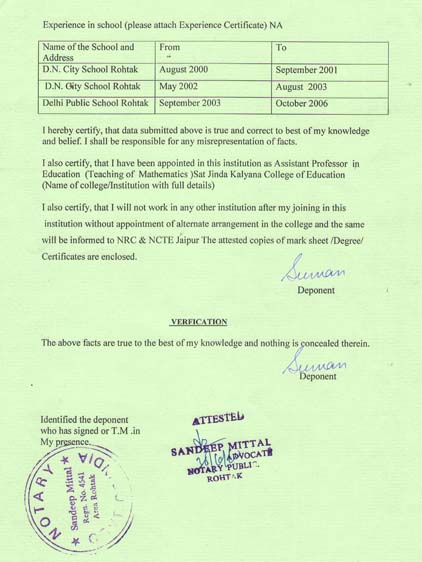 Experience in school (please attach Experience Certificate) NA
Name of the School and Address From To
D.N. City School Rohtak August 2000 September 2001
D.N. City School Rohtak May 2002 August 2003
Delhi Public School Rohtak September 2003 October 2006
I hereby certify, that data submitted above is true and correct to best of my knowledge
and belief. I shall be responsible for any misrepresentation of facts.
I also certify, that I have been appointed in this institution as Assistant Professor in
Education (Teaching of Mathematics )Sat Jinda Kalyana College of Education
(Name of college/Institution with full details)
I also certify, that I will not work in any other institution after my joining in this
institution without appointment of alternate arrangement in the college and the same
will be informed to NRC & NCTE Jaipur The attested copies of mark sheet /Degree/
Certificates are enclosed.
Suman
Deponent
VERFICATION
The above facts are true to the best of my knowledge and nothing is concealed therein.
Suman
Deponent
Identified the deponent
who has signed or T.M .in
My presence.
ATTESTED
SANDEEP MITTAL
ADVOCATE
NOTARY PUBLIC
ROHTAK
NOTARY
Sandeep Mittal
Regn. No. 4541
Area Rohtak
GOVT OF INDIA